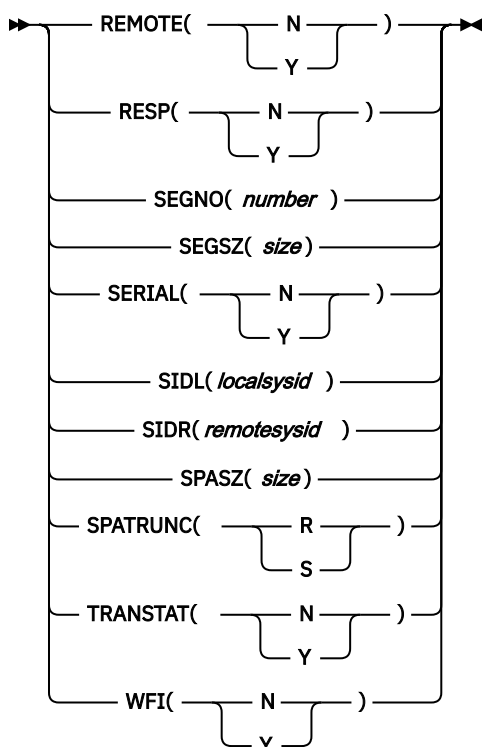 REMOTE( N )
Y
RESP( N )
Y
SEGNO( number )
SEGSZ( size )
SERIAL( N )
Y
SIDL( localsysid )
SIDR( remotesysid )
SPASZ( size )
SPATRUNC( R )
S
TRANSTAT( N )
Y
WFI( N )
Y